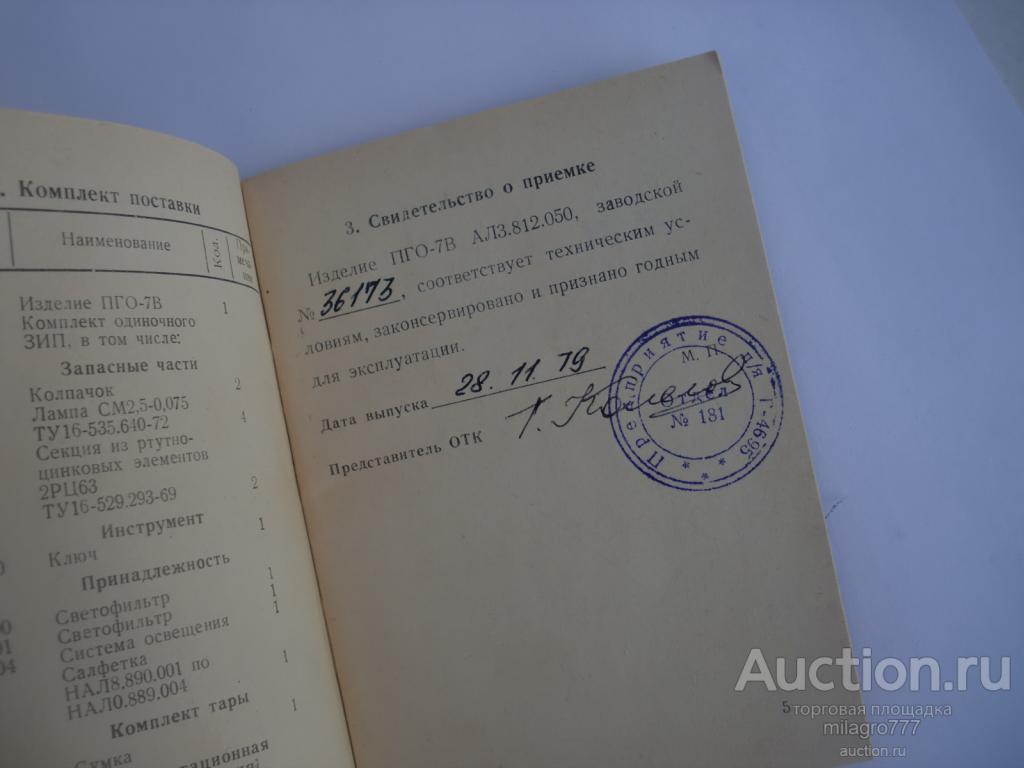 . Комплект поставки
Наименование
Кол.
Изделие ПГО-7В 1
Комплект одиночного
ЗИП, в том числе:
Запасные части
Колпачок 2
Лампа СМ2,5-0,075
ТУ16-535.640-72 4
Секция из ртутно-
цинковых элементов
2РЦ63
ТУ16-529.293-69 2
Инструмент
Ключ 1
Принадлежность
Светофильтр 1
Светофильтр 1
Система освещения 1
Салфетка
НАЛ8.890.001 по
НАЛ0.889.004 1
Комплект тары
Сумка 1
3. Свидетельство о приемке
Изделие ПГО-7В АЛ3.812.050, заводской
№ 36173, соответствует техническим ус-
ловиям, законсервировано и признано годным
для эксплуатации.
Дата выпуска 28.11.79
Представитель ОТК
М. П
Предприятие п/я Г-4695
№ 181
5
Auction.ru
торговая площадка
milagro777
auction.ru